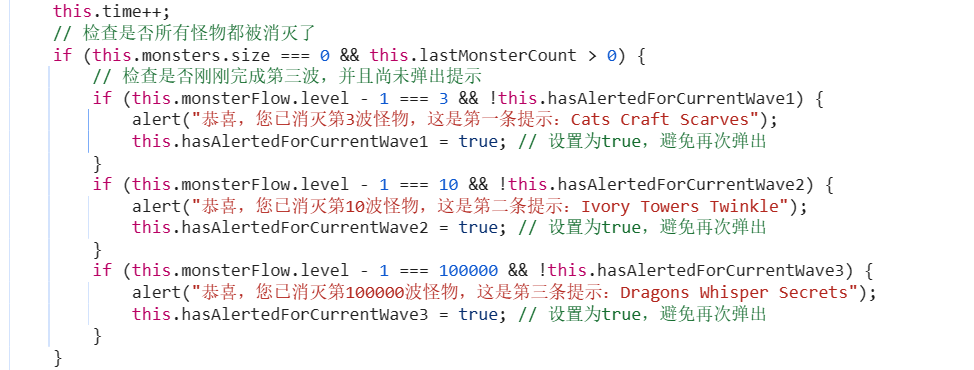 this.time++;
// 检查是否所有怪物都被消灭了
if (this.monsters.size === 0 && this.lastMonsterCount > 0) {
    // 检查是否刚刚完成第三波，并且尚未弹出提示
    if (this.monsterFlow.level - 1 === 3 && !this.hasAlertedForCurrentWave1) {
        alert("恭喜，您已消灭第3波怪物，这是第一条提示：Cats Craft Scarves");
        this.hasAlertedForCurrentWave1 = true; // 设置为true，避免再次弹出
    }
    if (this.monsterFlow.level - 1 === 10 && !this.hasAlertedForCurrentWave2) {
        alert("恭喜，您已消灭第10波怪物，这是第二条提示：Ivory Towers Twinkle");
        this.hasAlertedForCurrentWave2 = true; // 设置为true，避免再次弹出
    }
    if (this.monsterFlow.level - 1 === 100000 && !this.hasAlertedForCurrentWave3) {
        alert("恭喜，您已消灭第100000波怪物，这是第三条提示：Dragons Whisper Secrets");
        this.hasAlertedForCurrentWave3 = true; // 设置为true，避免再次弹出
    }
}